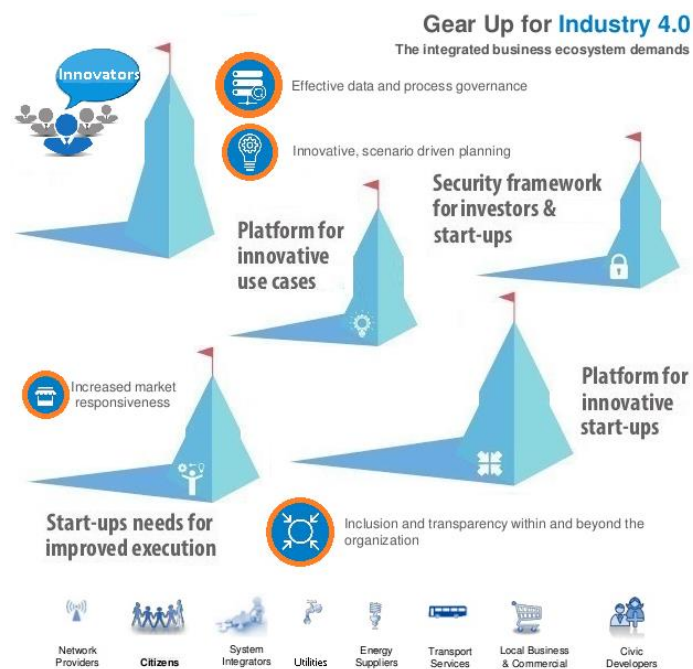 Gear Up for Industry 4.0
The integrated business ecosystem demands
Innovators
Effective data and process governance
Innovative, scenario driven planning
Security framework
for investors &
start-ups
Platform for
innovative
use cases
Increased market
responsiveness
Platform for
innovative
start-ups
Start-ups needs for
improved execution
Inclusion and transparency within and beyond the
organization
Network
Providers
Citizens
System
Integrators
Utilities
Energy
Suppliers
Transport
Services
Local Business
& Commercial
Civic
Developers